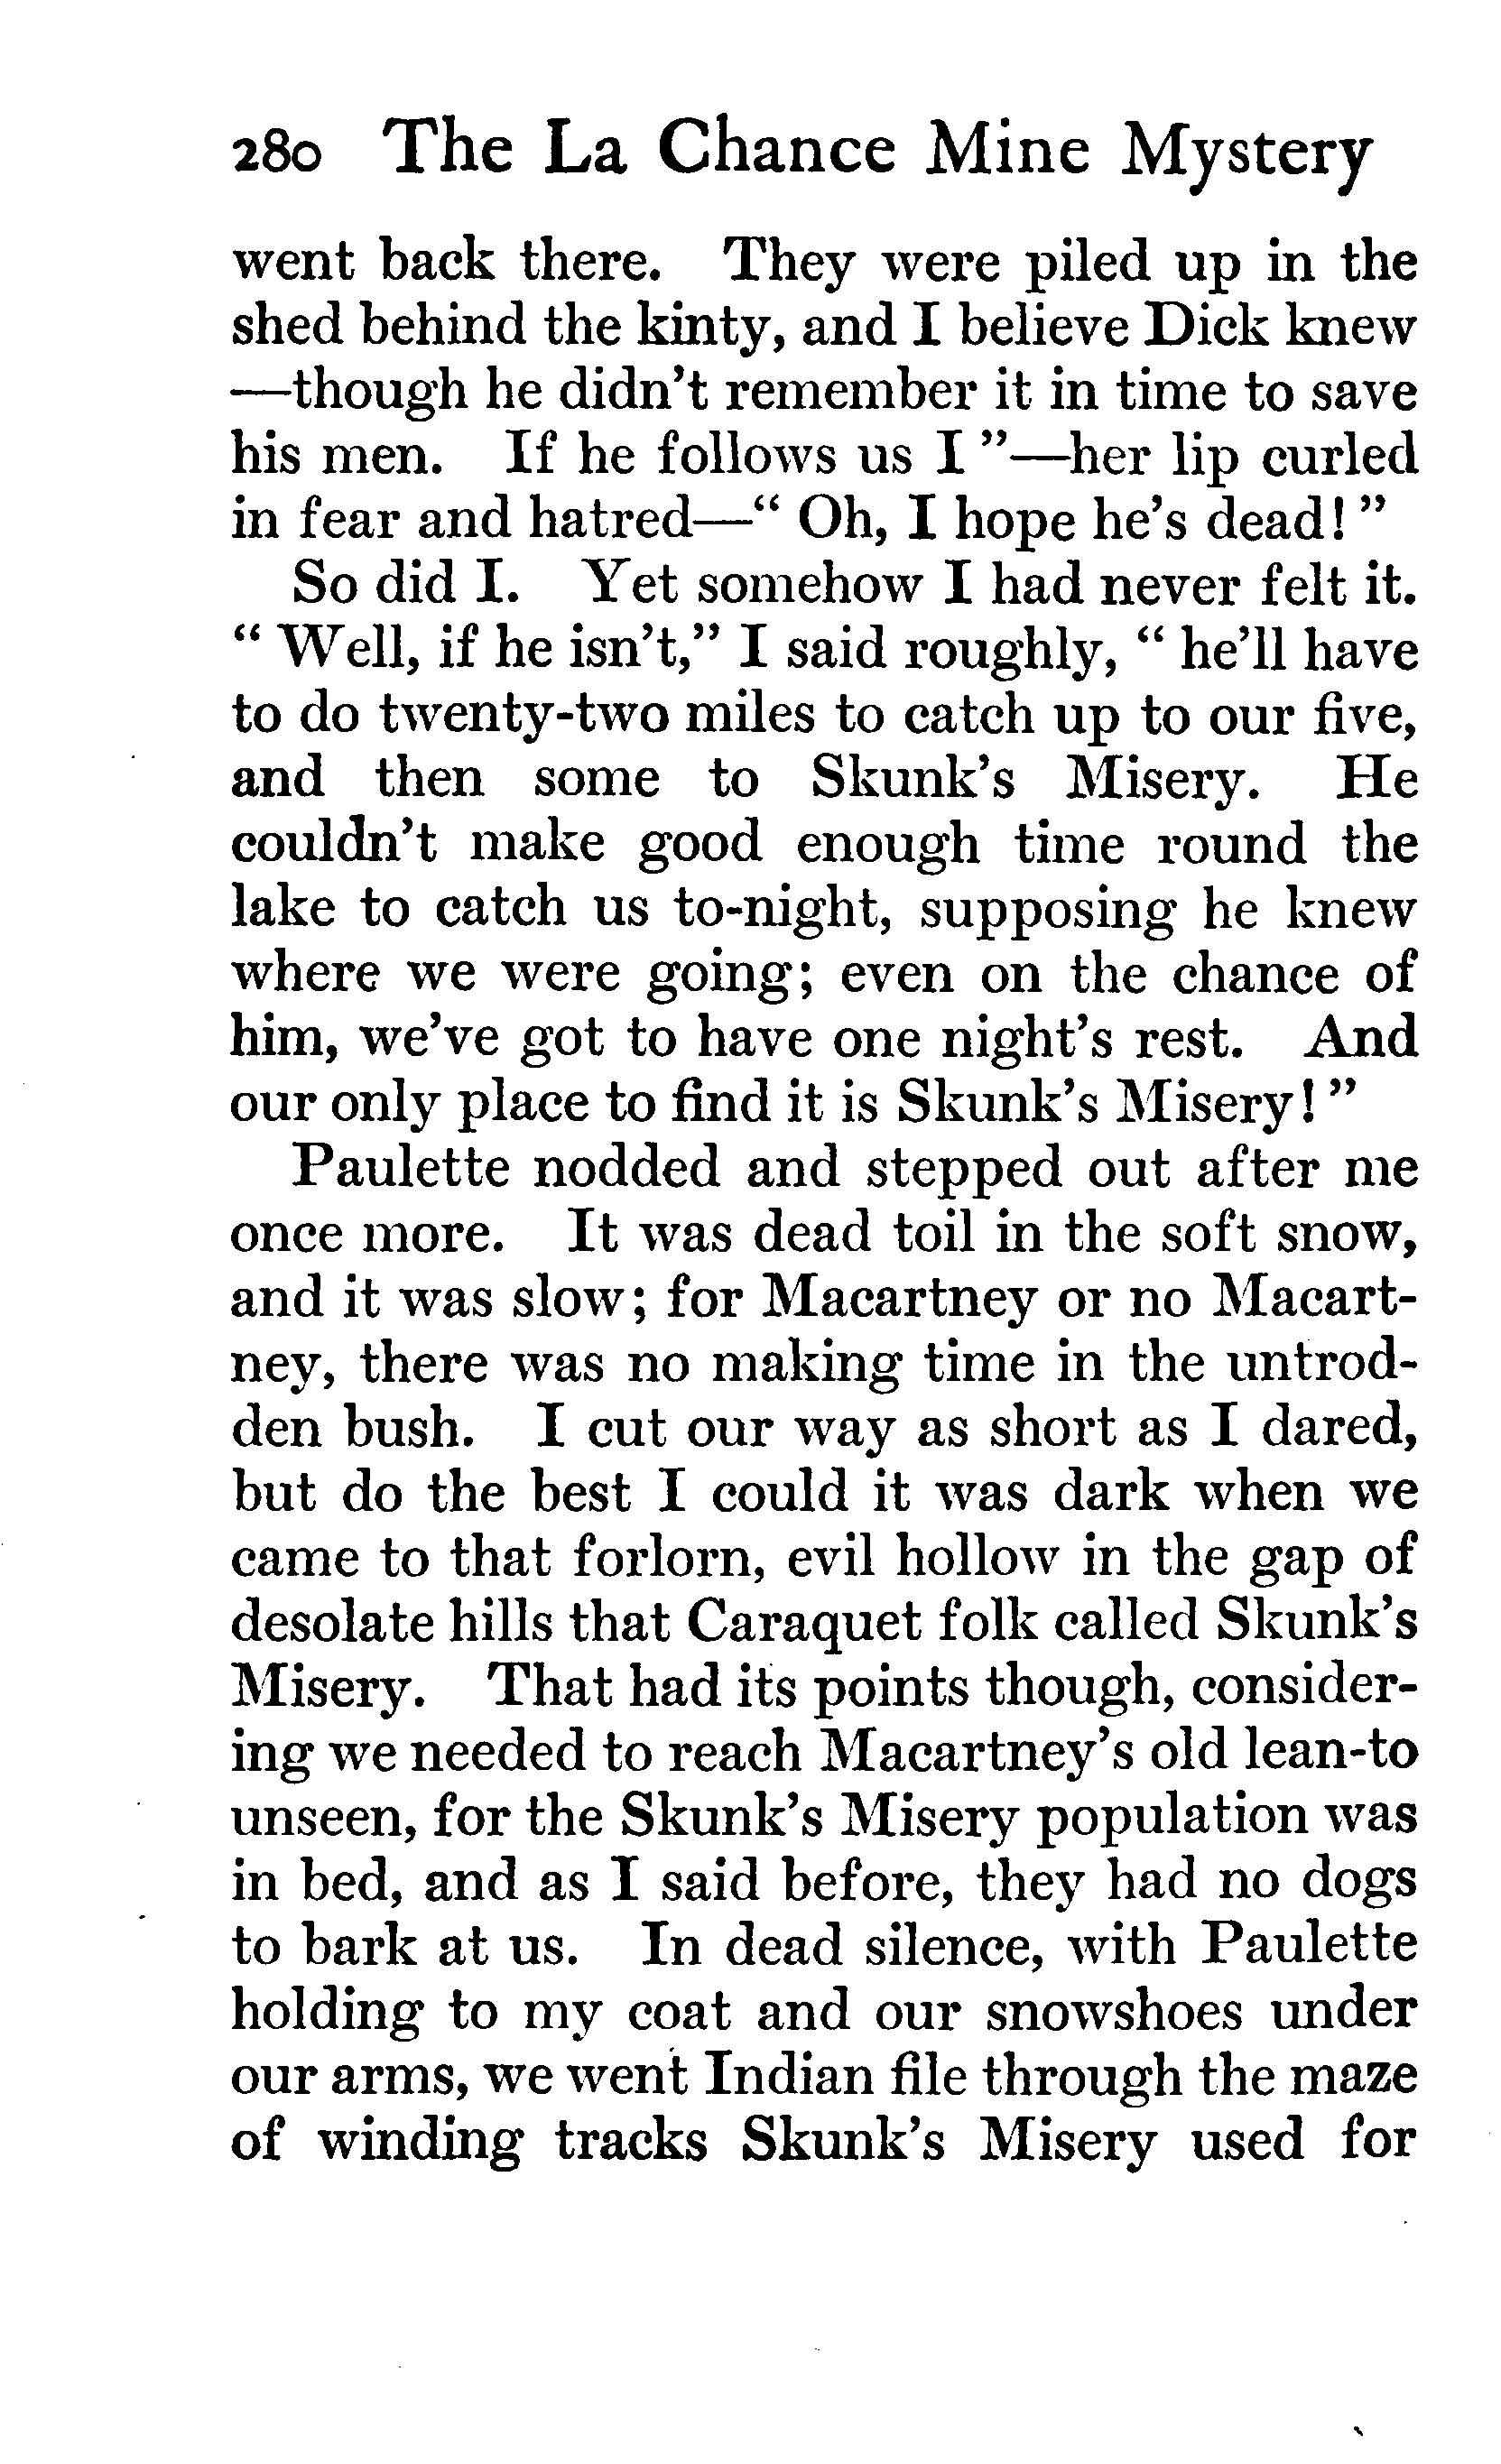 280 The La Chance Mine Mystery
went back there. They were piled up in the
shed behind the kinty, and I believe Dick knew
—though he didn't remember it in time to save
his men. If he follows us I "—her lip curled
in fear and hatred—" Oh, I hope he's dead! "
So did I. Yet somehow I had never felt it.
" Well, if he isn't," I said roughly, " he'll have
to do twenty-two miles to catch up to our five,
and then some to Skunk's Misery. He
couldn't make good enough time round the
lake to catch us to-night, supposing he knew
where we were going; even on the chance of
him, we've got to have one night's rest. And
our only place to find it is Skunk's Misery! "
Paulette nodded and stepped out after me
once more. It was dead toil in the soft snow,
and it was slow; for Macartney or no Macart-
ney, there was no making time in the untrod-
den bush. I cut our way as short as I dared,
but do the best I could it was dark when we
came to that forlorn, evil hollow in the gap of
desolate hills that Caraquet folk called Skunk's
Misery. That had its points though, consider-
ing we needed to reach Macartney's old lean-to
unseen, for the Skunk's Misery population was
in bed, and as I said before, they had no dogs
to bark at us. In dead silence, with Paulette
holding to my coat and our snowshoes under
our arms, we went Indian file through the maze
of winding tracks Skunk's Misery used for